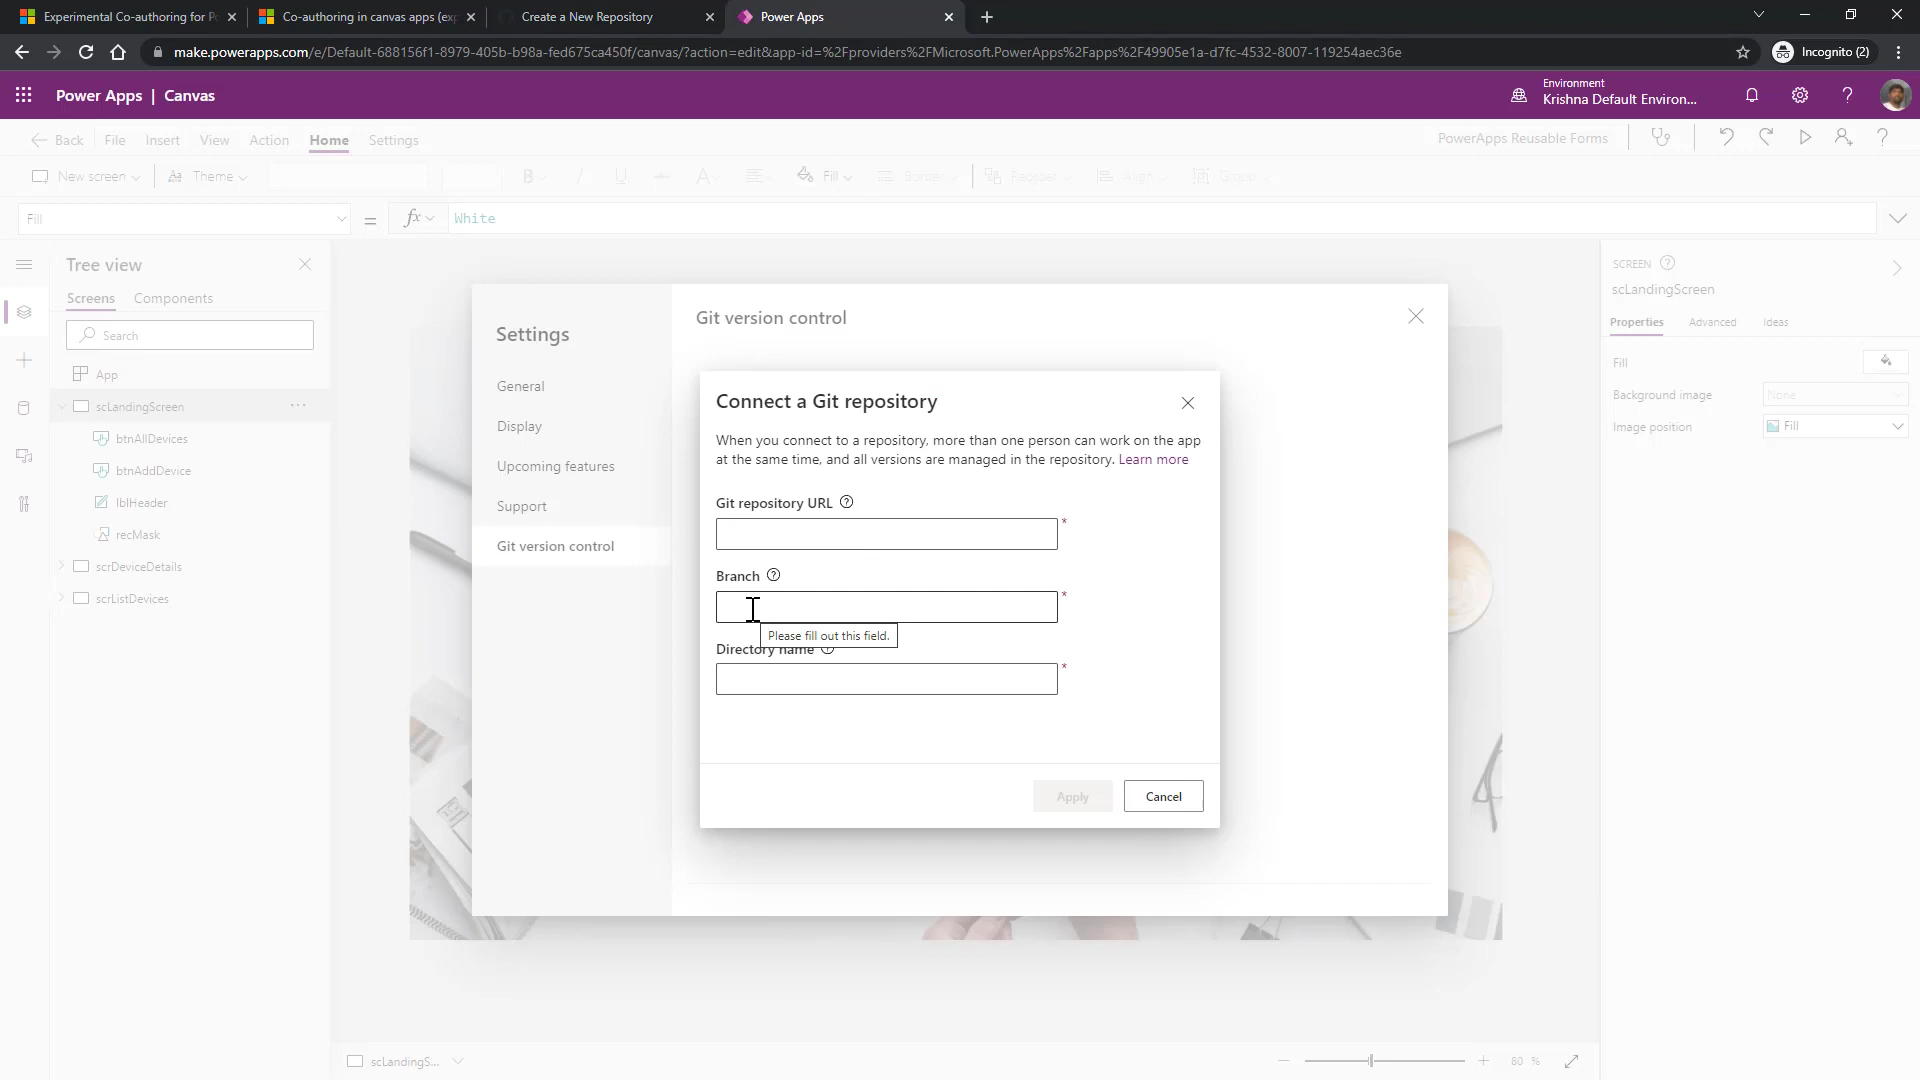 Experimental Co-authoring for P
Co-authoring in canvas apps (exp
Create a New Repository
Power Apps
make.powerapps.com/e/Default-688156f1-8979-405b-b98a-fed675ca450f/canvas/?action=edit&app-id=%2Fproviders%2FMicrosoft.PowerApps%2Fapps%2F49905e1a-d7fc-4532-8007-119254aec36e
Incognito (2)
Power Apps | Canvas
Environment
Krishna Default Environ...
Back
File
Insert
View
Action
Home
Settings
PowerApps Reusable Forms
New screen
Theme
Fill
Border
Reorder
Align
Group
Fill
=
fx
White
Tree view
Screens
Components
Search
App
scLandingScreen
btnAllDevices
btnAddDevice
lblHeader
recMask
scrDeviceDetails
scrListDevices
Settings
General
Display
Upcoming features
Support
Git version control
Git version control
Connect a Git repository
When you connect to a repository, more than one person can work on the app
at the same time, and all versions are managed in the repository. Learn more
Git repository URL
*
Branch
*
Please fill out this field.
Directory name
*
Apply
Cancel
SCREEN
scLandingScreen
Properties
Advanced
Ideas
Fill
Background image
None
Image position
Fill
scLandingS...
80 %